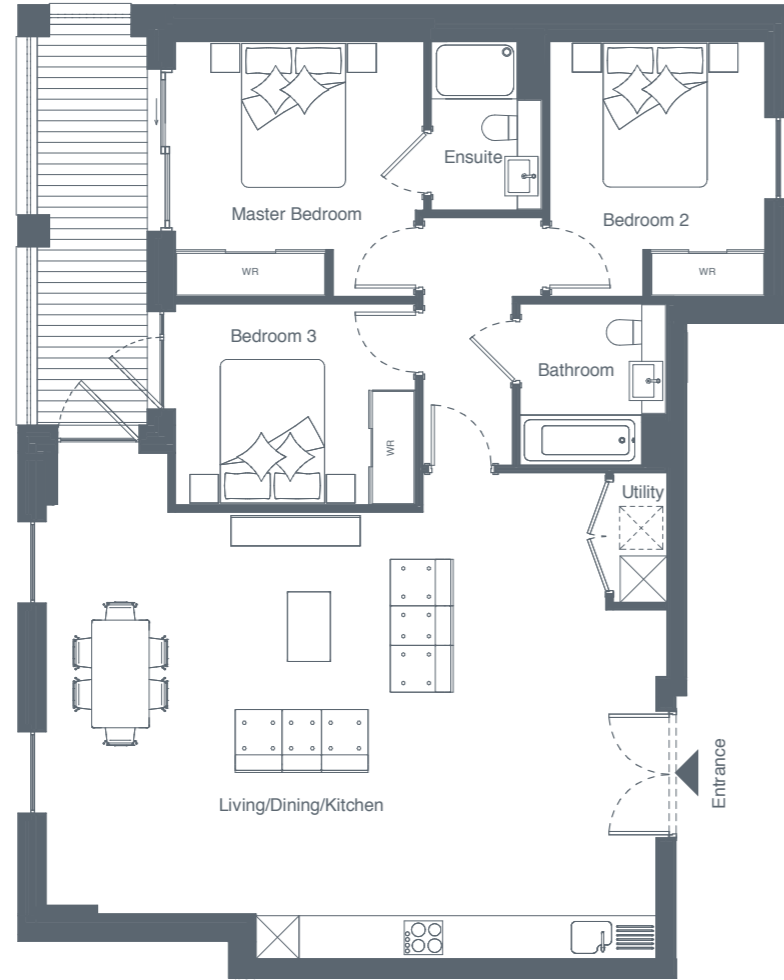 Ensuite
Master Bedroom
Bedroom 2
WR
WR
Bedroom 3
Bathroom
WR
Utility
Entrance
Living/Dining/Kitchen